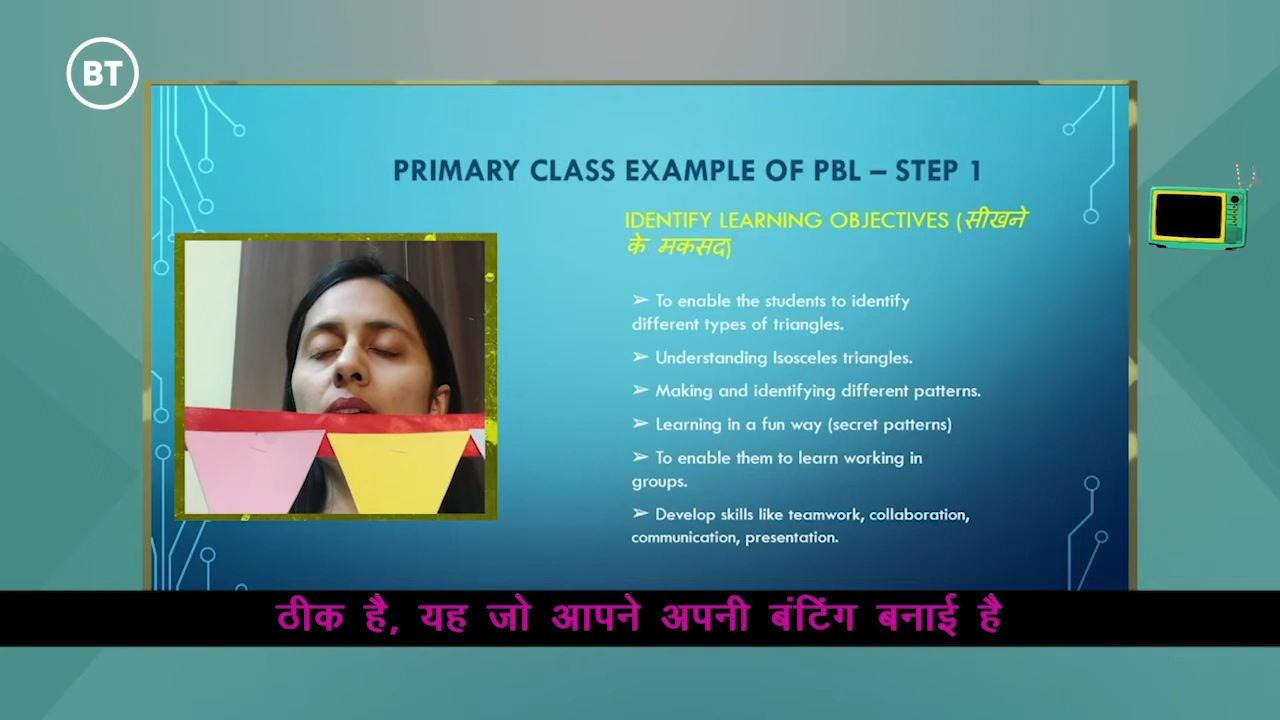 BT
PRIMARY CLASS EXAMPLE OF PBL – STEP 1
IDENTIFY LEARNING OBJECTIVES (सीखने
के मकसद)
➢ To enable the students to identify
different types of triangles.
➢ Understanding Isosceles triangles.
➢ Making and identifying different patterns.
➢ Learning in a fun way (secret patterns)
➢ To enable them to learn working in
groups.
➢ Develop skills like teamwork, collaboration,
communication, presentation.
ठीक है, यह जो आपने अपनी बंटिंग बनाई है